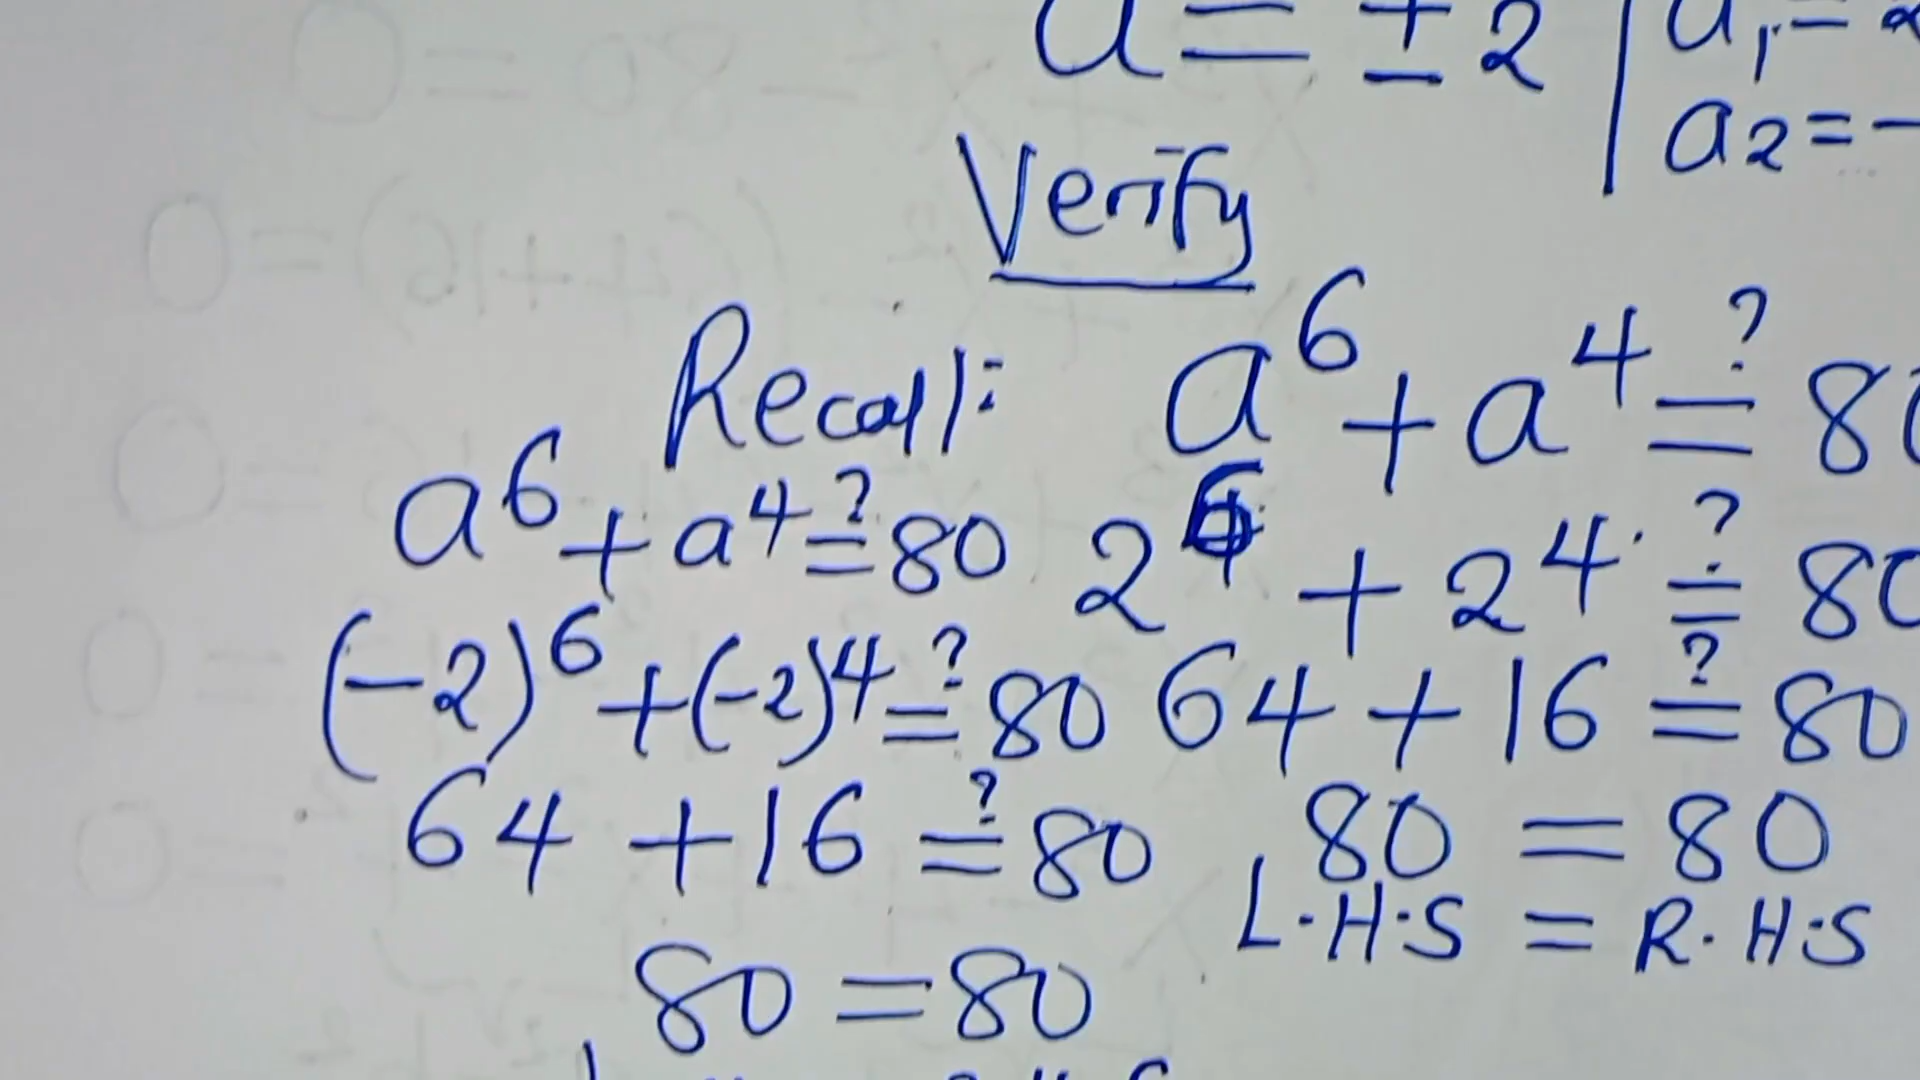 a = ± 2 | a₁ = 2
a₂ = -
Verify
Recall: a⁶ + a⁴ ≟ 80
a⁶ + a⁴ ≟ 80
2⁶ + 2⁴ ≟ 80
(-2)⁶ + (-2)⁴ ≟ 80
64 + 16 ≟ 80
64 + 16 ≟ 80
80 = 80
L.H.S = R.H.S
80 = 80